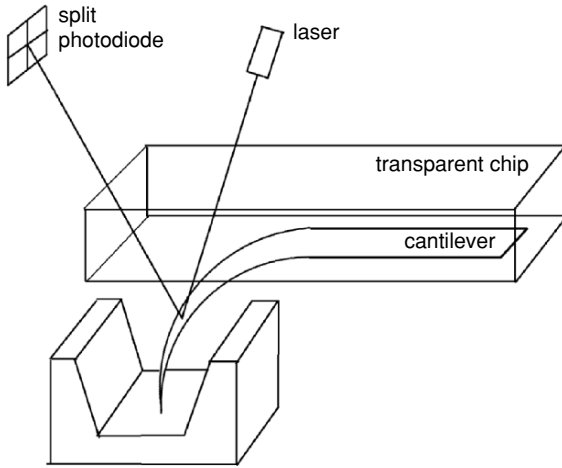 split
photodiode
laser
transparent chip
cantilever